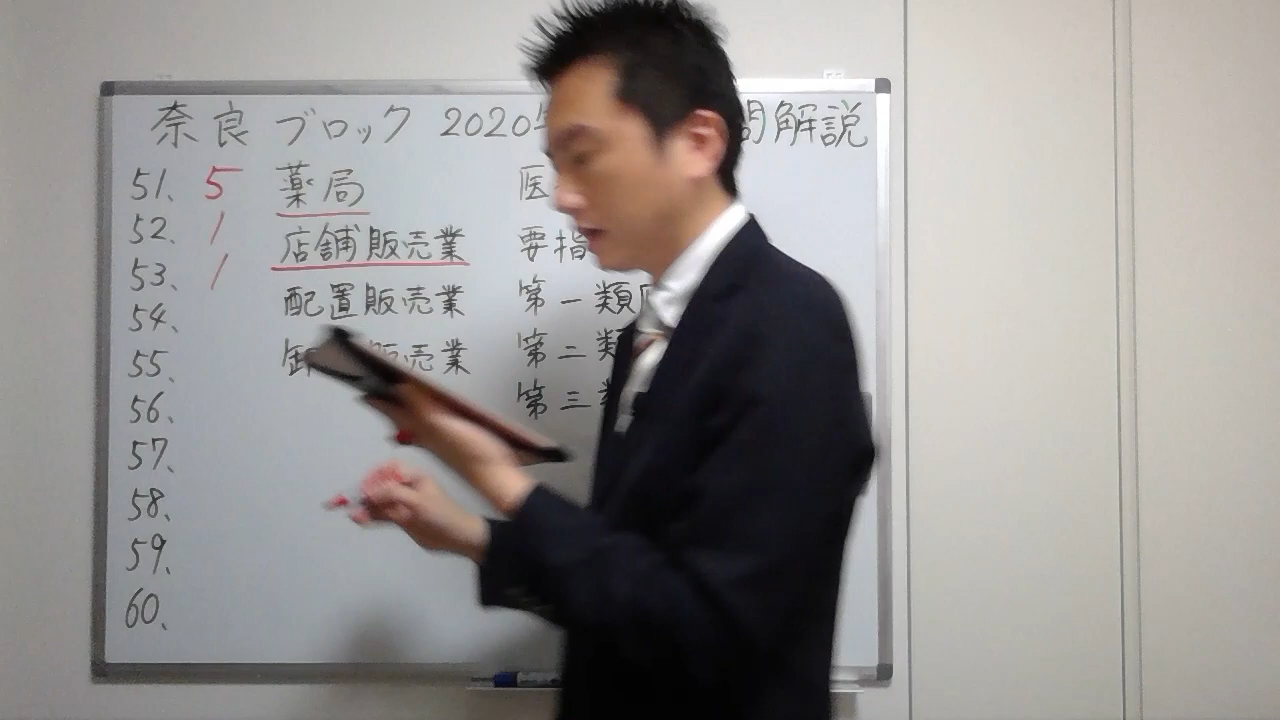 奈良ブロック 2020 問解説
51、 5 薬局 医
52、 1 店舗販売業 要指
53、 1 配置販売業 第一類
54、 卸 販売業 第二類
55、 第三
56、
57、
58、
59、
60、